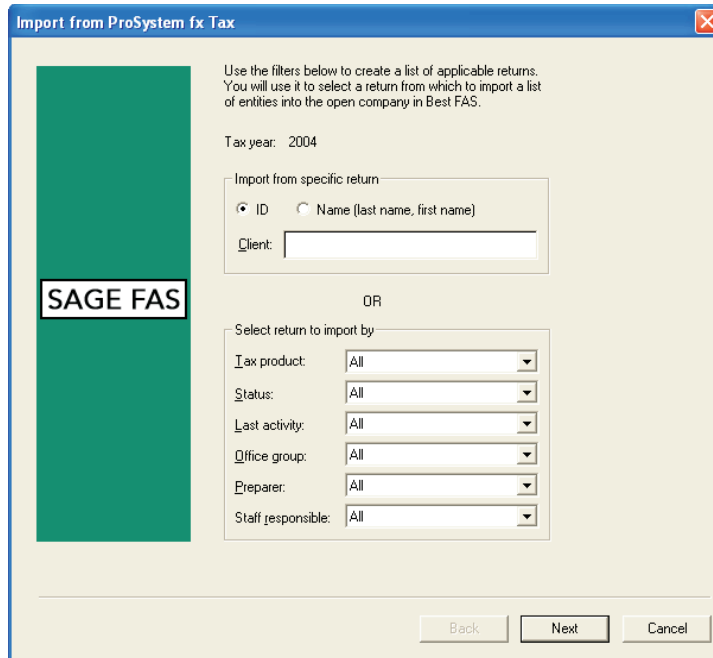 Import from ProSystem fx Tax
Use the filters below to create a list of applicable returns.
You will use it to select a return from which to import a list
of entities into the open company in Best FAS.
Tax year: 2004
Import from specific return
ID Name (last name, first name)
Client:
SAGE FAS
OR
Select return to import by
Tax product: All
Status: All
Last activity: All
Office group: All
Preparer: All
Staff responsible: All
Back Next Cancel